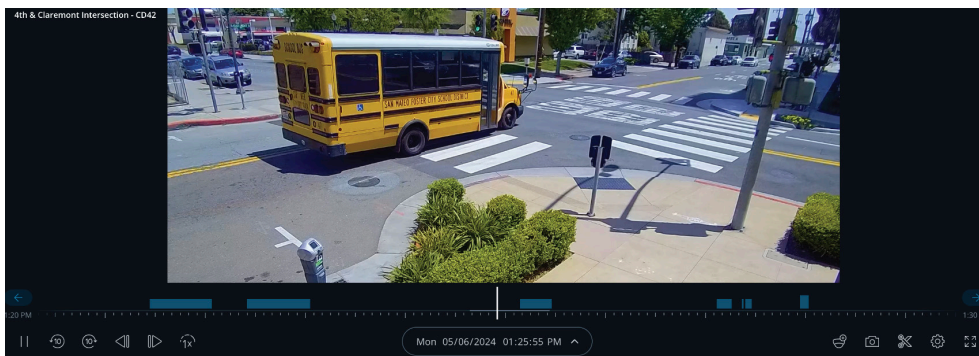 4th & Claremont Intersection - CD42
SCHOOL BUS
SAN MATEO FOSTER CITY SCHOOL DISTRICT
1:20 PM
1:30
10
10
1x
Mon 05/06/2024 01:25:55 PM